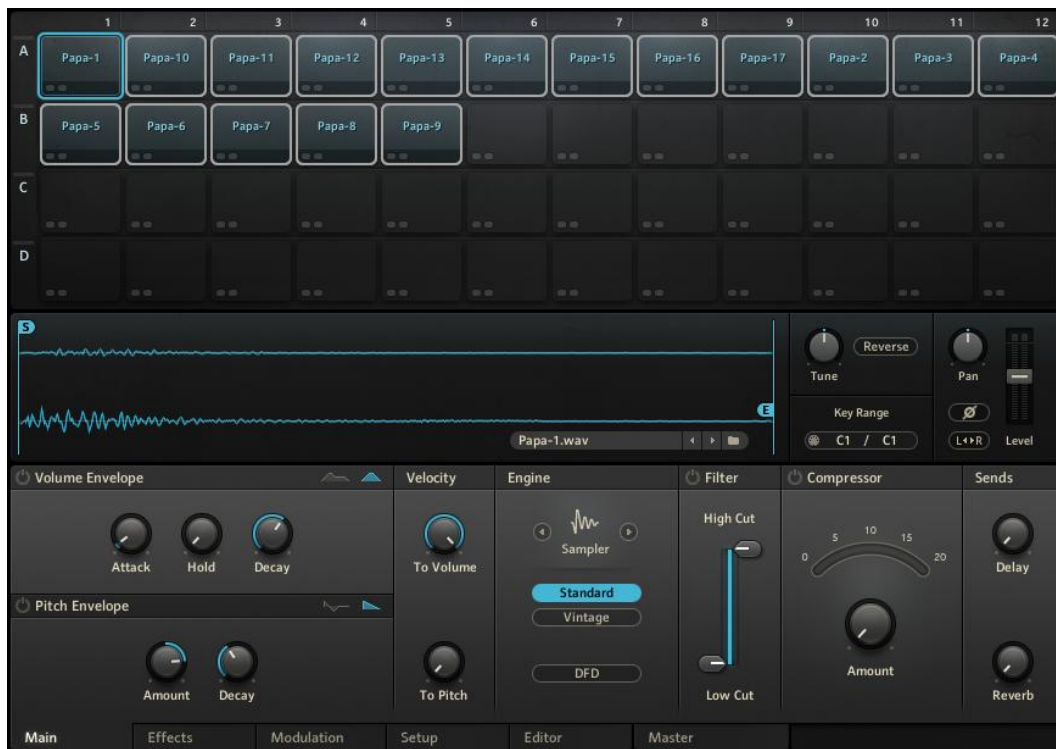 1 2 3 4 5 6 7 8 9 10 11 12
A Papa-1 Papa-10 Papa-11 Papa-12 Papa-13 Papa-14 Papa-15 Papa-16 Papa-17 Papa-2 Papa-3 Papa-4
B Papa-5 Papa-6 Papa-7 Papa-8 Papa-9
C
D
S
Reverse
Tune Pan
E Key Range
Papa-1.wav C1 / C1 L R Level
Volume Envelope Velocity Engine Filter Compressor Sends
High Cut
0 5 10 15 20
Attack Hold Decay To Volume Sampler Delay
Standard
Pitch Envelope Vintage
DFD Amount
Amount Decay To Pitch Low Cut Reverb
Main Effects Modulation Setup Editor Master